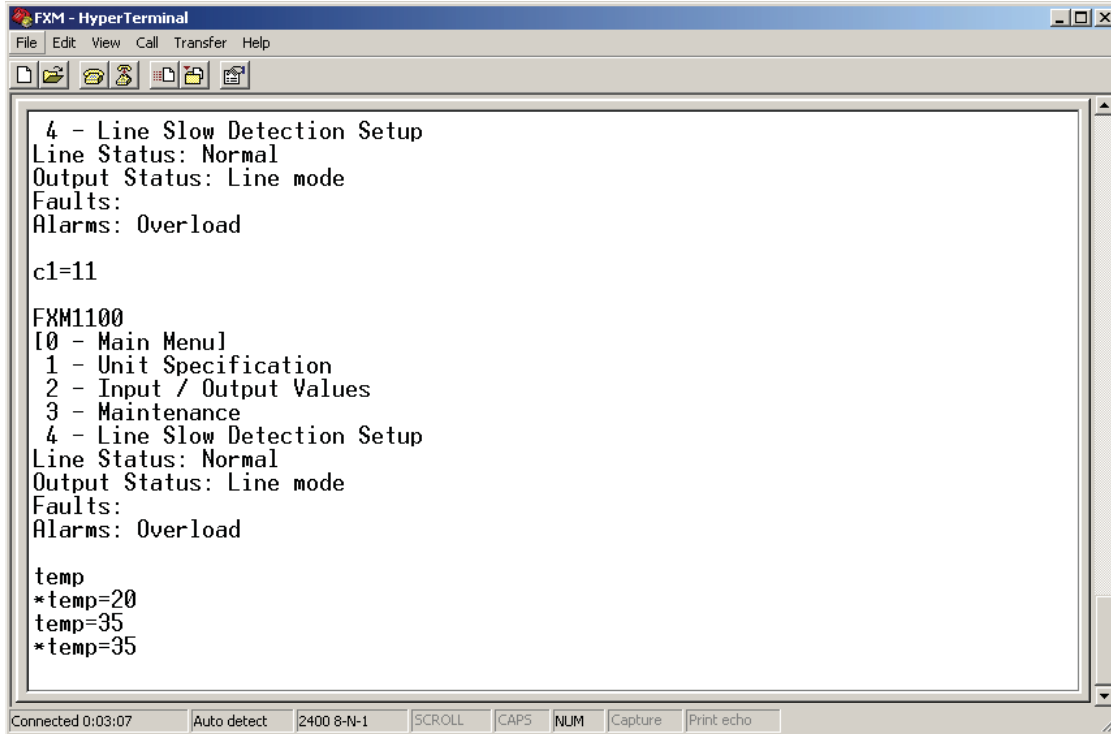 FXM - HyperTerminal
File Edit View Call Transfer Help
4 - Line Slow Detection Setup
Line Status: Normal
Output Status: Line mode
Faults:
Alarms: Overload
c1=11
FXM1100
[0 - Main Menu]
1 - Unit Specification
2 - Input / Output Values
3 - Maintenance
4 - Line Slow Detection Setup
Line Status: Normal
Output Status: Line mode
Faults:
Alarms: Overload
temp
*temp=20
temp=35
*temp=35
Connected 0:03:07 Auto detect 2400 8-N-1 SCROLL CAPS NUM Capture Print echo